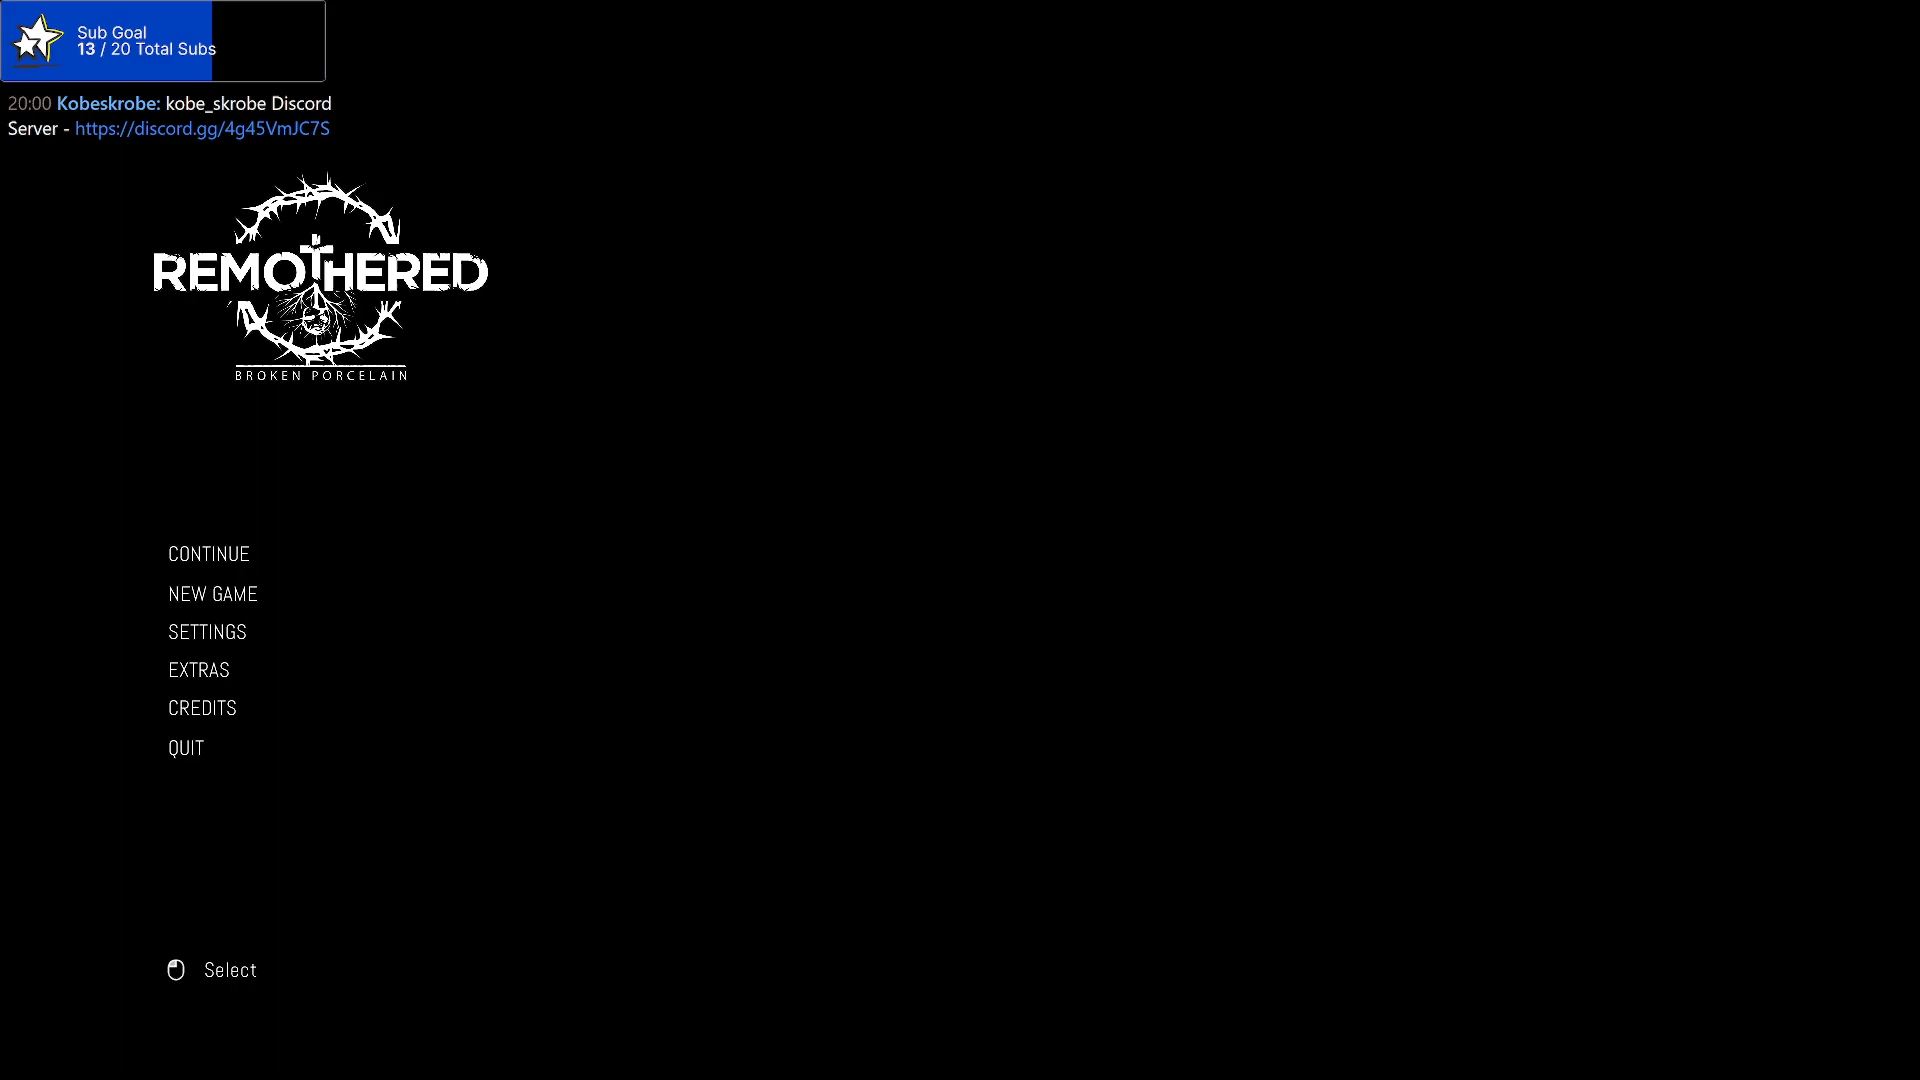 Sub Goal
13 / 20 Total Subs
20:00 Kobeskrobe: kobe_skrobe Discord
Server - https://discord.gg/4g45VmJC7S
REMOTHERED
BROKEN PORCELAIN
CONTINUE
NEW GAME
SETTINGS
EXTRAS
CREDITS
QUIT
Select